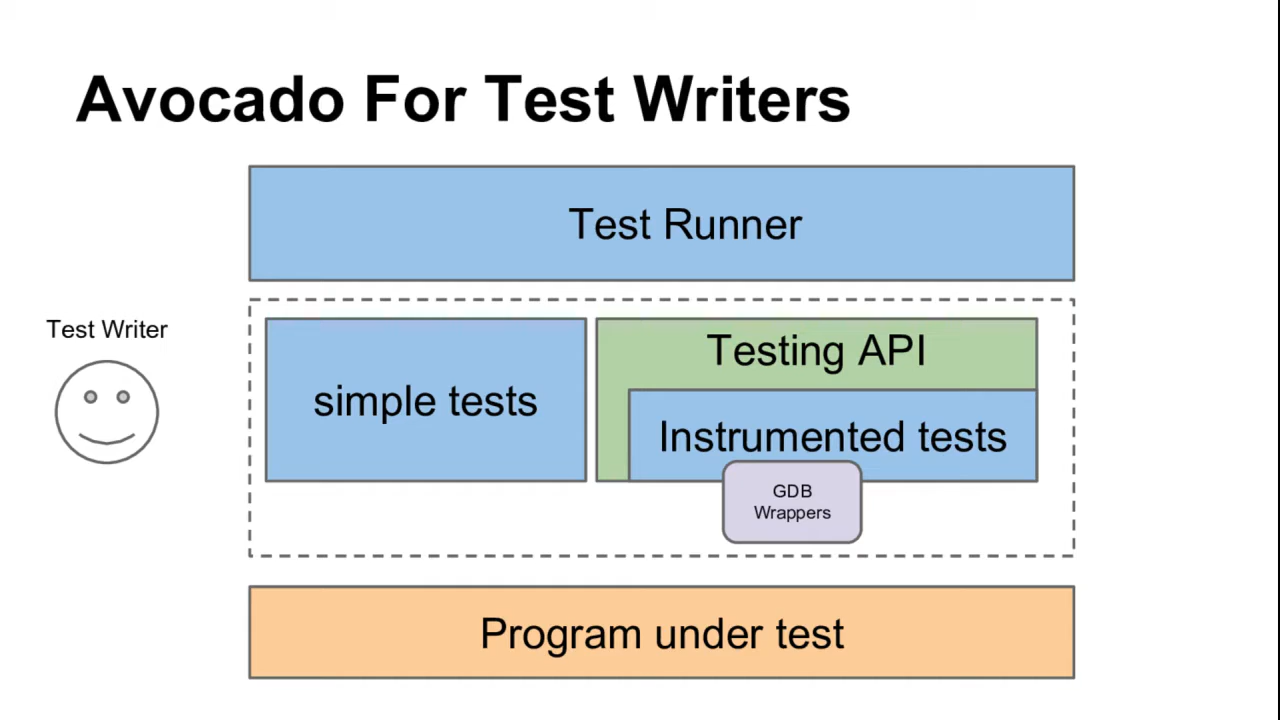 Avocado For Test Writers
Test Runner
Test Writer
simple tests
Testing API
Instrumented tests
GDB
Wrappers
Program under test